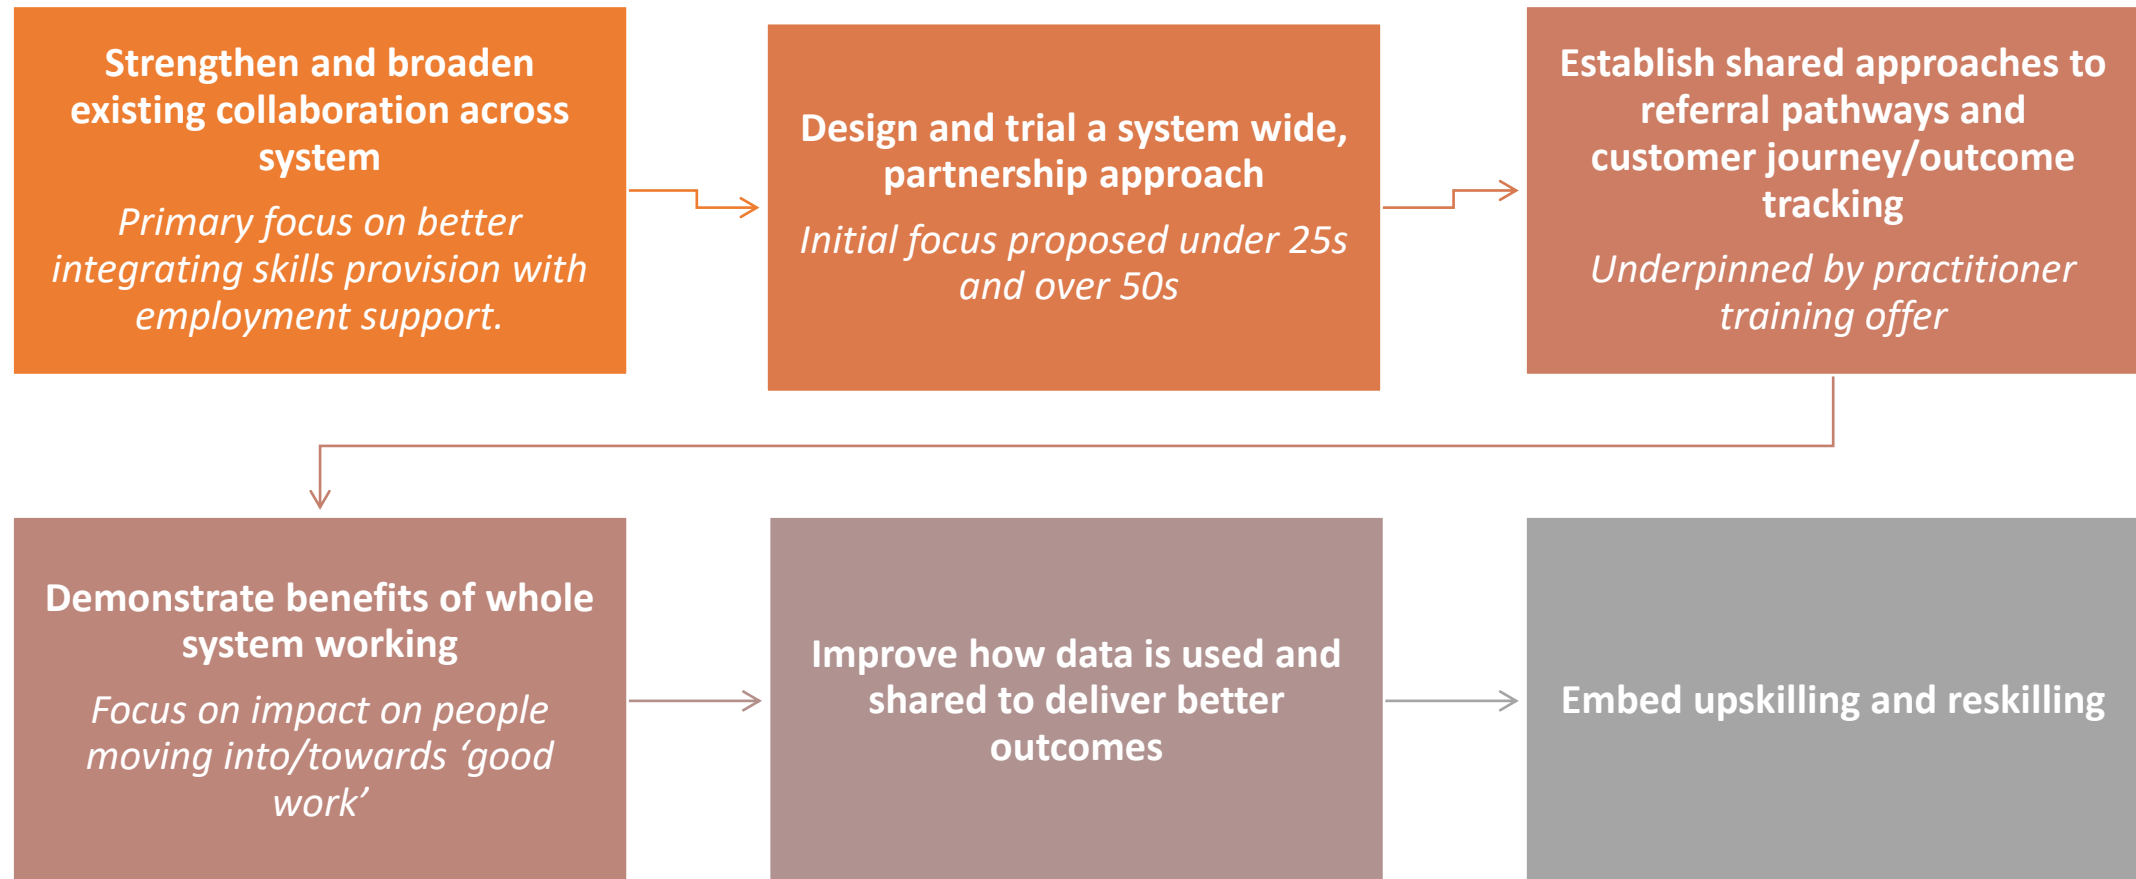 Strengthen and broaden
existing collaboration across
system
Primary focus on better
integrating skills provision with
employment support.
Design and trial a system wide,
partnership approach
Initial focus proposed under 25s
and over 50s
Establish shared approaches to
referral pathways and
customer journey/outcome
tracking
Underpinned by practitioner
training offer
Demonstrate benefits of whole
system working
Focus on impact on people
moving into/towards ‘good
work’
Improve how data is used and
shared to deliver better
outcomes
Embed upskilling and reskilling